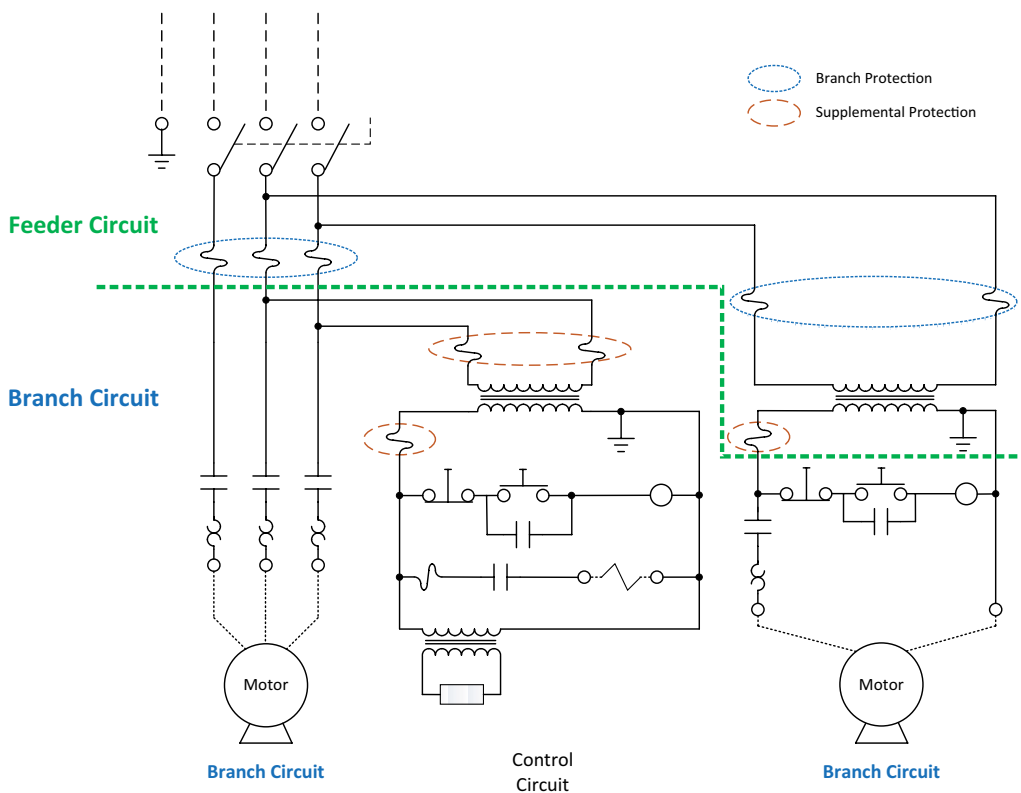 Branch Protection
Supplemental Protection
Feeder Circuit
Branch Circuit
Motor
Motor
Branch Circuit
Control
Circuit
Branch Circuit